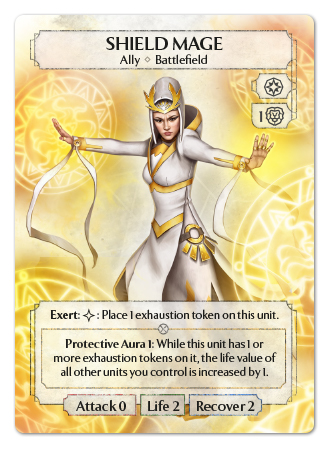 SHIELD MAGE
Ally ◇ Battlefield
1
Exert: ✧: Place 1 exhaustion token on this unit.
Protective Aura 1: While this unit has 1 or
more exhaustion tokens on it, the life value of
all other units you control is increased by 1.
Attack 0 Life 2 Recover 2